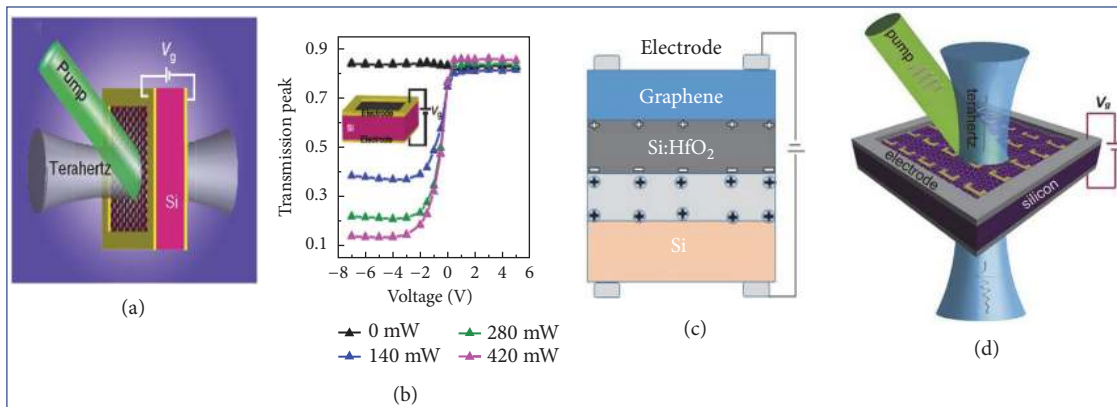 Pump
Terahertz
V_g
Si
(a)
Transmission peak
0.9
0.7
0.5
0.3
0.1
−8 −6 −4 −2 0 2 4 6
Voltage (V)
Electrode
Si
Electrode
V_g
0 mW
280 mW
140 mW
420 mW
(b)
Electrode
Graphene
+ + + + +
Si:HfO₂
− − − − −
+ + + + +
+ + + + +
Si
(c)
pump
terahertz
V_g
electrode
silicon
(d)